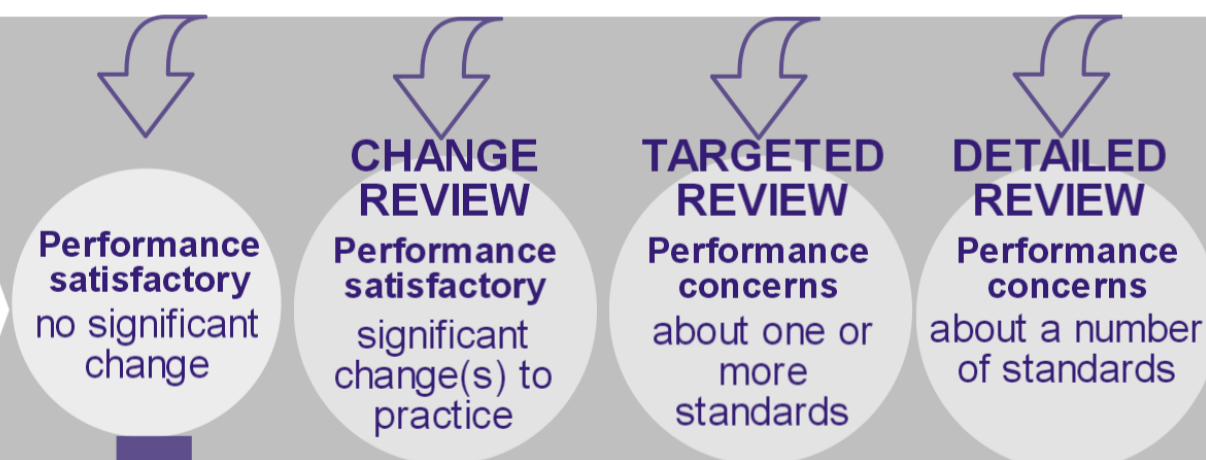 Performance
satisfactory
no significant
change
CHANGE
REVIEW
Performance
satisfactory
significant
change(s) to
practice
TARGETED
REVIEW
Performance
concerns
about one or
more
standards
DETAILED
REVIEW
Performance
concerns
about a number
of standards